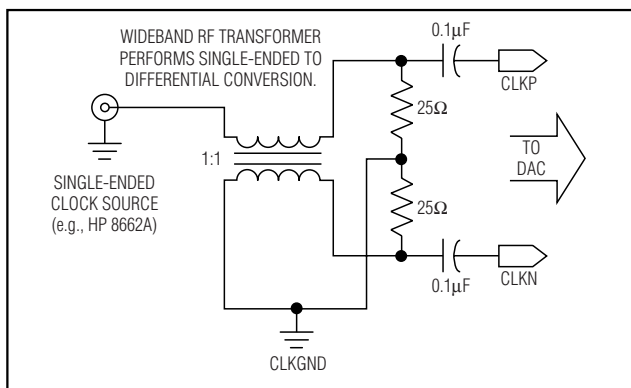 WIDEBAND RF TRANSFORMER
PERFORMS SINGLE-ENDED TO
DIFFERENTIAL CONVERSION.
0.1µF
CLKP
25Ω
1:1
TO
DAC
SINGLE-ENDED
CLOCK SOURCE
(e.g., HP 8662A)
25Ω
0.1µF
CLKN
CLKGND